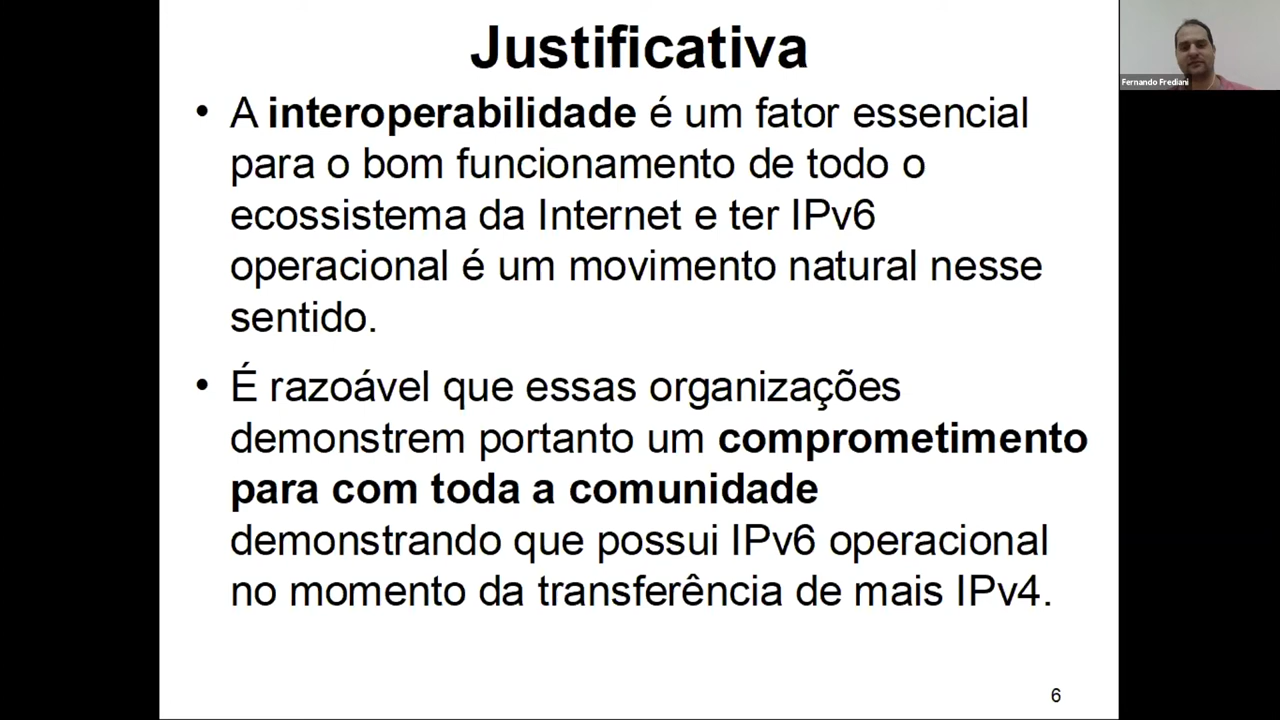 Justificativa
• A interoperabilidade é um fator essencial
para o bom funcionamento de todo o
ecossistema da Internet e ter IPv6
operacional é um movimento natural nesse
sentido.
• É razoável que essas organizações
demonstrem portanto um comprometimento
para com toda a comunidade
demonstrando que possui IPv6 operacional
no momento da transferência de mais IPv4.
6
Fernando Frediani